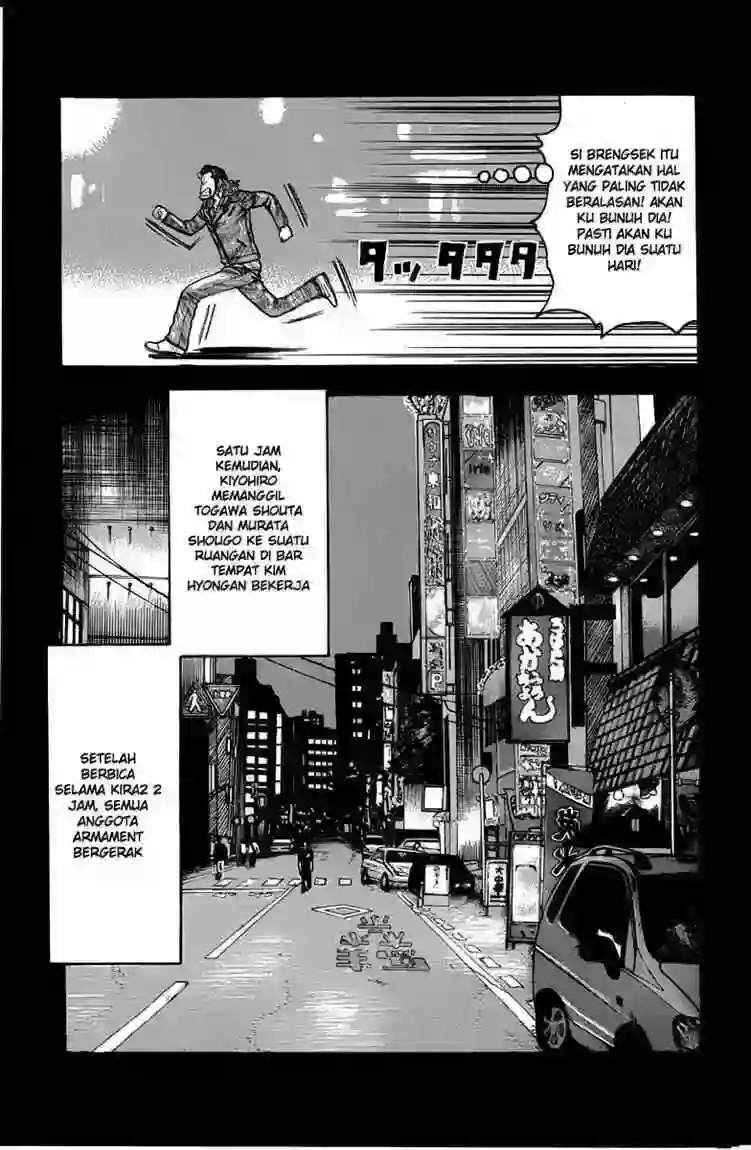 SI BRENGSEK ITU
MENGATAKAN HAL
YANG PALING TIDAK
BERALASAN! AKAN
KU BUNUH DIA!
PASTI AKAN KU
BUNUH DIA SUATU
HARI!
タッタタタ
SATU JAM
KEMUDIAN,
KIYOHIRO
MEMANGGIL
TOGAWA SHOUTA
DAN MURATA
SHOUGO KE SUATU
RUANGAN DI BAR
TEMPAT KIM
HYONGAN BEKERJA
SETELAH
BERBICA
SELAMA KIRA2 2
JAM, SEMUA
ANGGOTA
ARMAMENT
BERGERAK
Irie
P